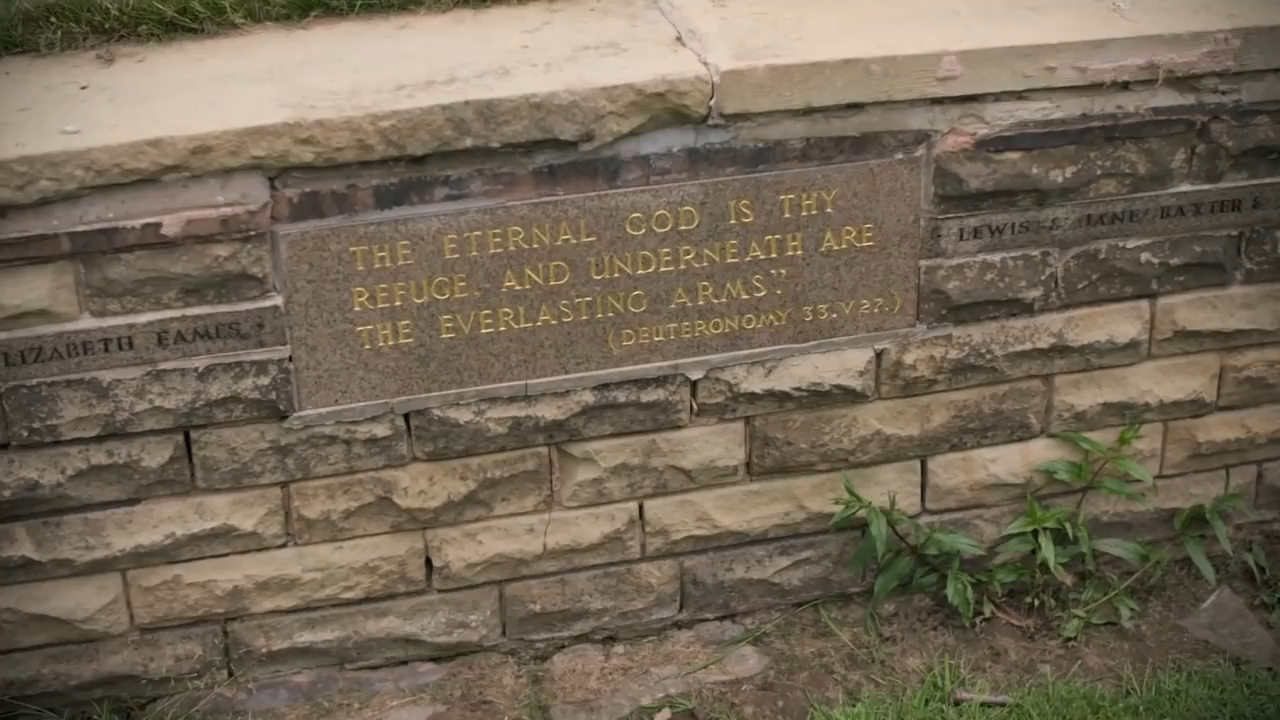 THE ETERNAL GOD IS THY
REFUGE, AND UNDERNEATH ARE
THE EVERLASTING ARMS."
(DEUTERONOMY 33.V27.)
LIZABETH EAMES
LEWIS & JANE BAXTER &